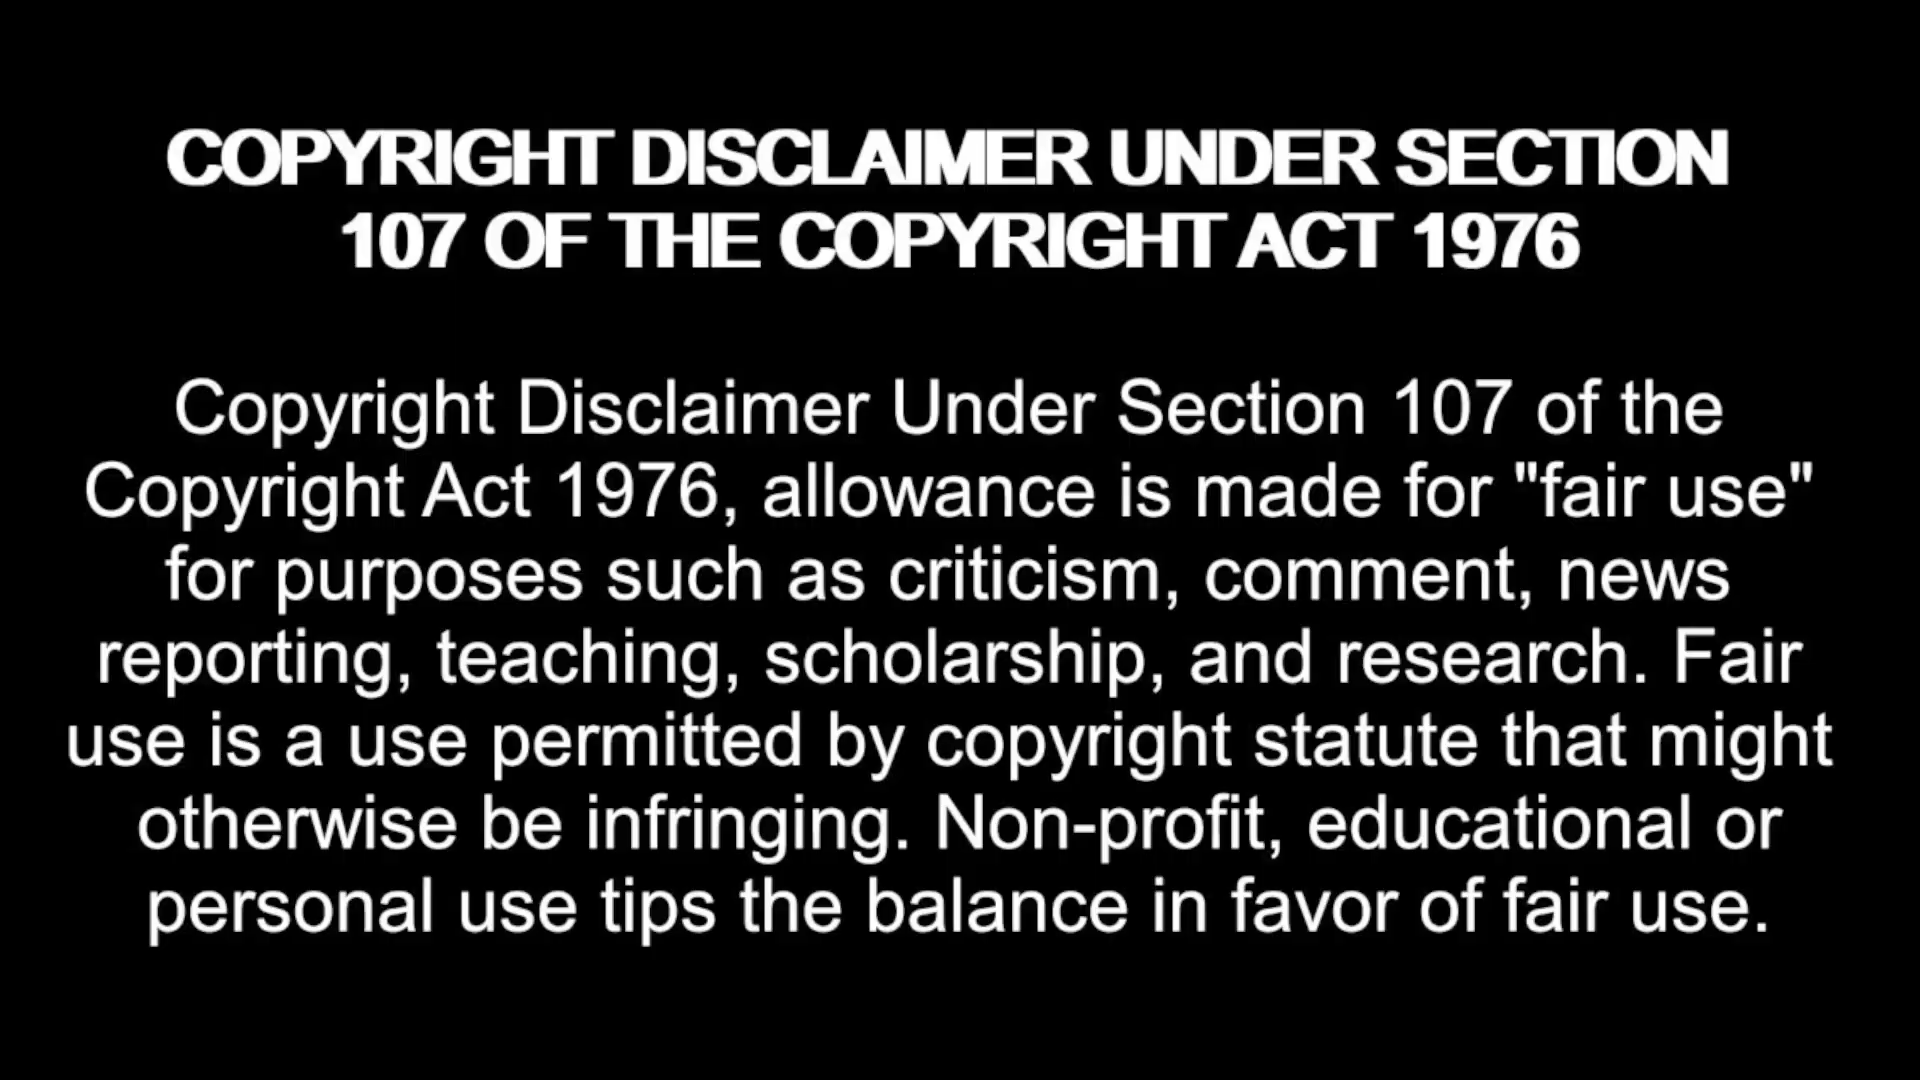 COPYRIGHT DISCLAIMER UNDER SECTION
107 OF THE COPYRIGHT ACT 1976
Copyright Disclaimer Under Section 107 of the
Copyright Act 1976, allowance is made for "fair use"
for purposes such as criticism, comment, news
reporting, teaching, scholarship, and research. Fair
use is a use permitted by copyright statute that might
otherwise be infringing. Non-profit, educational or
personal use tips the balance in favor of fair use.